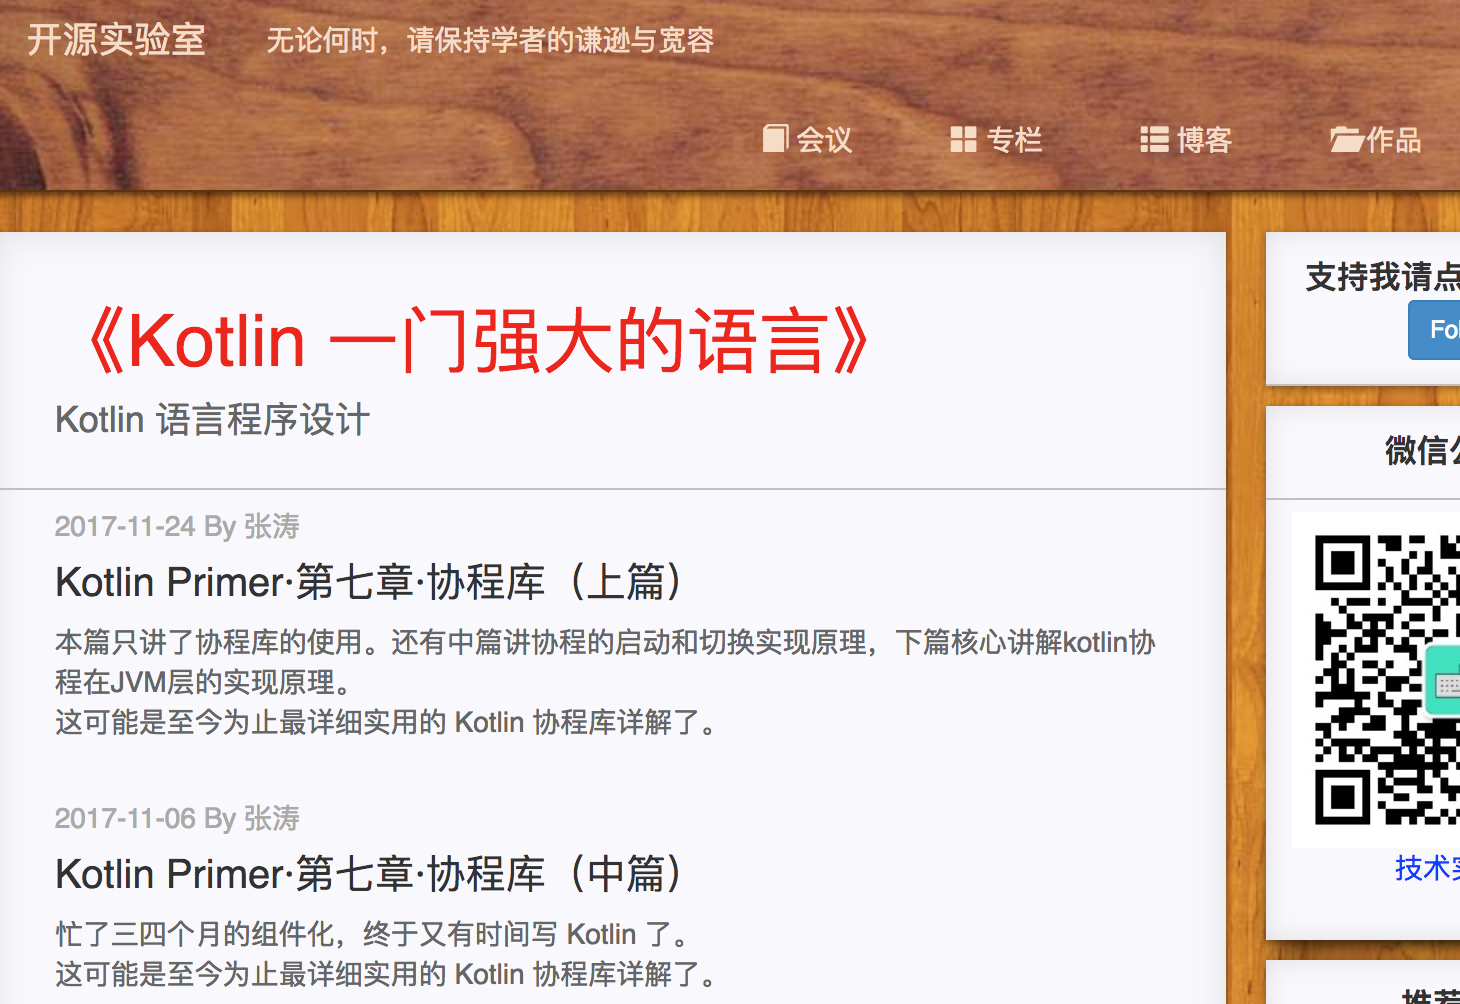 开源实验室
无论何时，请保持学者的谦逊与宽容
会议
专栏
博客
作品
《Kotlin 一门强大的语言》
Kotlin 语言程序设计
2017-11-24 By 张涛
Kotlin Primer·第七章·协程库（上篇）
本篇只讲了协程库的使用。还有中篇讲协程的启动和切换实现原理，下篇核心讲解kotlin协
程在JVM层的实现原理。
这可能是至今为止最详细实用的 Kotlin 协程库详解了。
2017-11-06 By 张涛
Kotlin Primer·第七章·协程库（中篇）
忙了三四个月的组件化，终于又有时间写 Kotlin 了。
这可能是至今为止最详细实用的 Kotlin 协程库详解了。
支持我请点
Fol
微信公
技术实
推荐